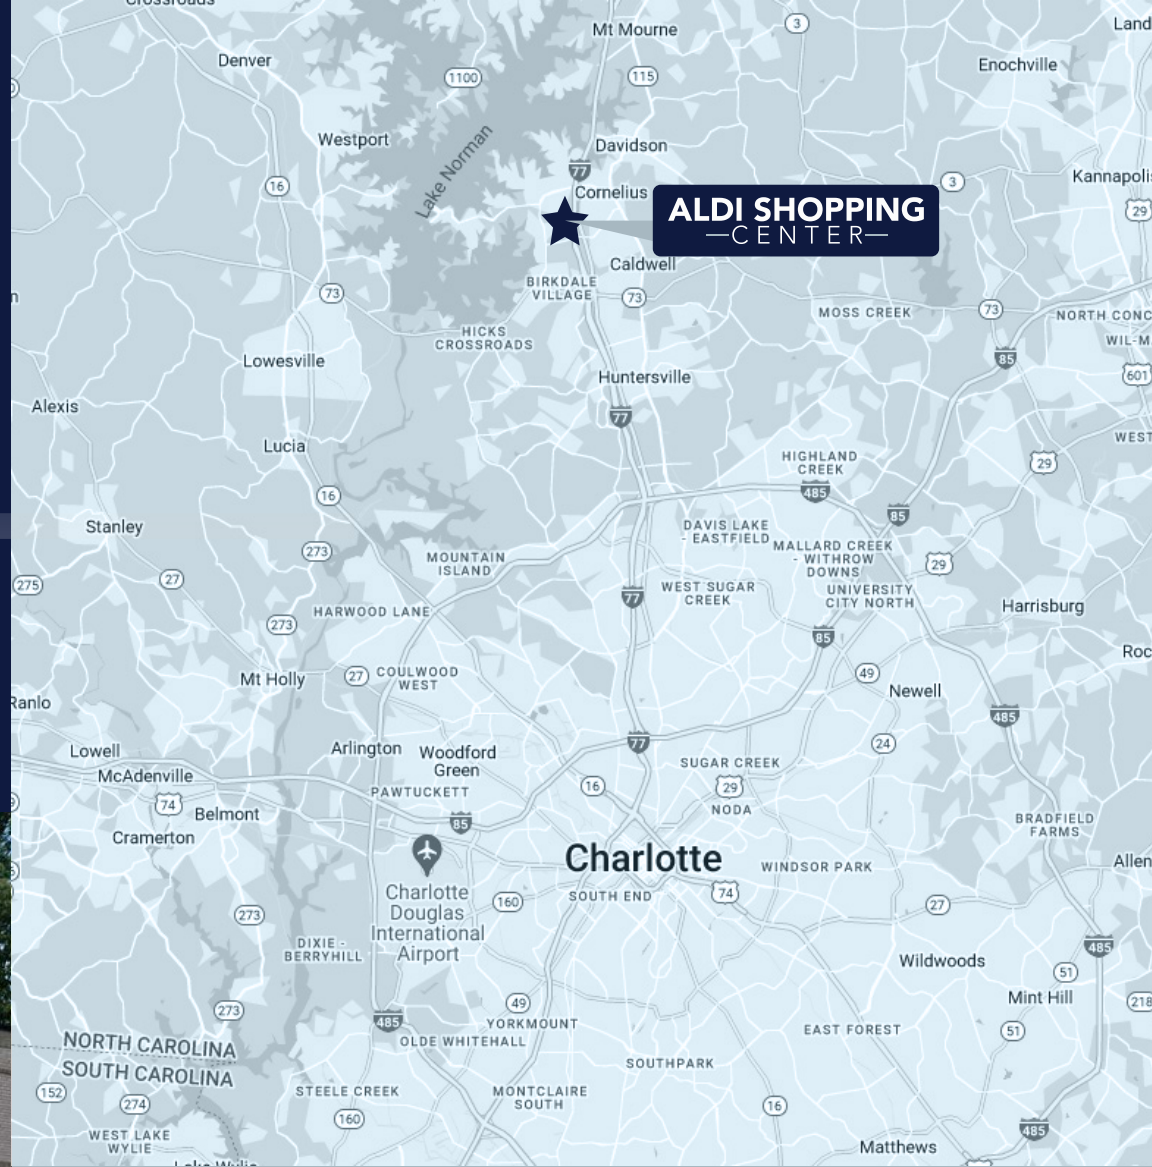 Crossroads
Mt Mourne
3
Land
Denver
1100
115
Enochville
Westport
Davidson
Lake Norman
77
16
Cornelius
3
Kannapolis
29
ALDI SHOPPING
CENTER
Caldwell
BIRKDALE
VILLAGE
73
73
MOSS CREEK
73
NORTH CONC
HICKS
CROSSROADS
WIL-M
85
Lowesville
601
Huntersville
Alexis
77
WEST
Lucia
HIGHLAND
CREEK
29
16
485
85
Stanley
DAVIS LAKE
- EASTFIELD
MALLARD CREEK
- WITHROW
DOWNS
273
MOUNTAIN
ISLAND
29
275
27
77
WEST SUGAR
CREEK
UNIVERSITY
CITY NORTH
Harrisburg
HARWOOD LANE
273
85
Roc
Mt Holly
27
COULWOOD
WEST
49
Newell
Ranlo
485
77
24
Lowell
Arlington
Woodford
Green
SUGAR CREEK
McAdenville
PAWTUCKETT
16
29
NODA
74
Belmont
85
BRADFIELD
FARMS
Cramerton
Charlotte
WINDSOR PARK
Allen
Charlotte
Douglas
International
Airport
SOUTH END
74
160
27
273
DIXIE -
BERRYHILL
485
Wildwoods
51
Mint Hill
218
273
49
485
YORKMOUNT
EAST FOREST
51
OLDE WHITEHALL
NORTH CAROLINA
SOUTH CAROLINA
SOUTHPARK
152
274
STEELE CREEK
160
MONTCLAIRE
SOUTH
16
485
WEST LAKE
WYLIE
Matthews
Lake Wylie